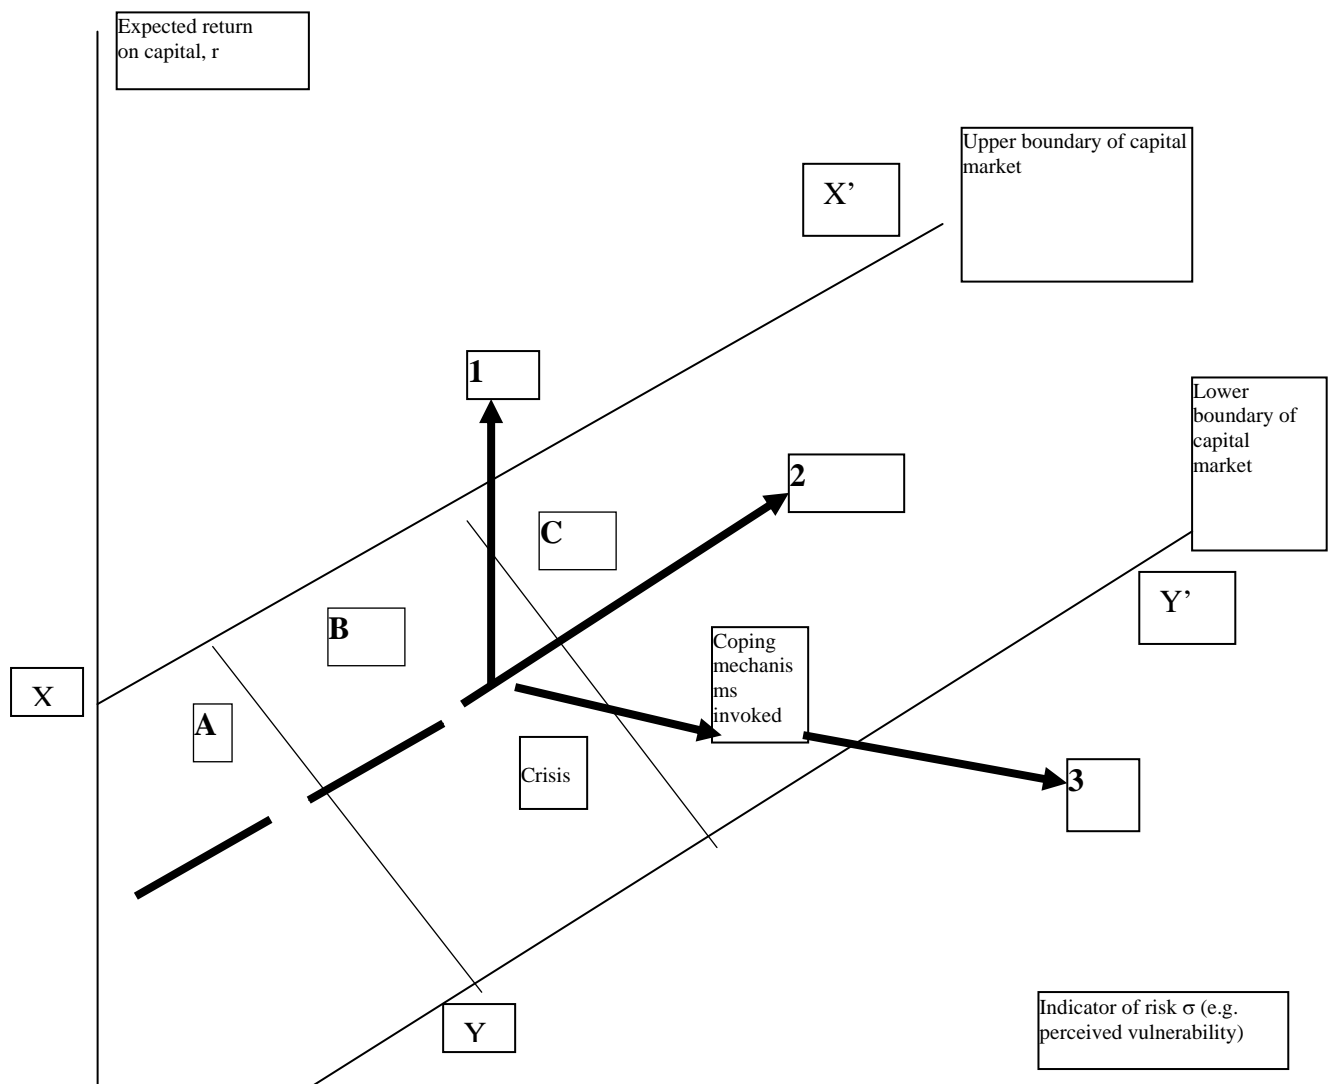 Expected return
on capital, r
Upper boundary of capital
market
X’
1
Lower
boundary of
capital
market
2
C
Y’
B
Coping
mechanis
ms
invoked
X
A
Crisis
3
Indicator of risk σ (e.g.
perceived vulnerability)
Y